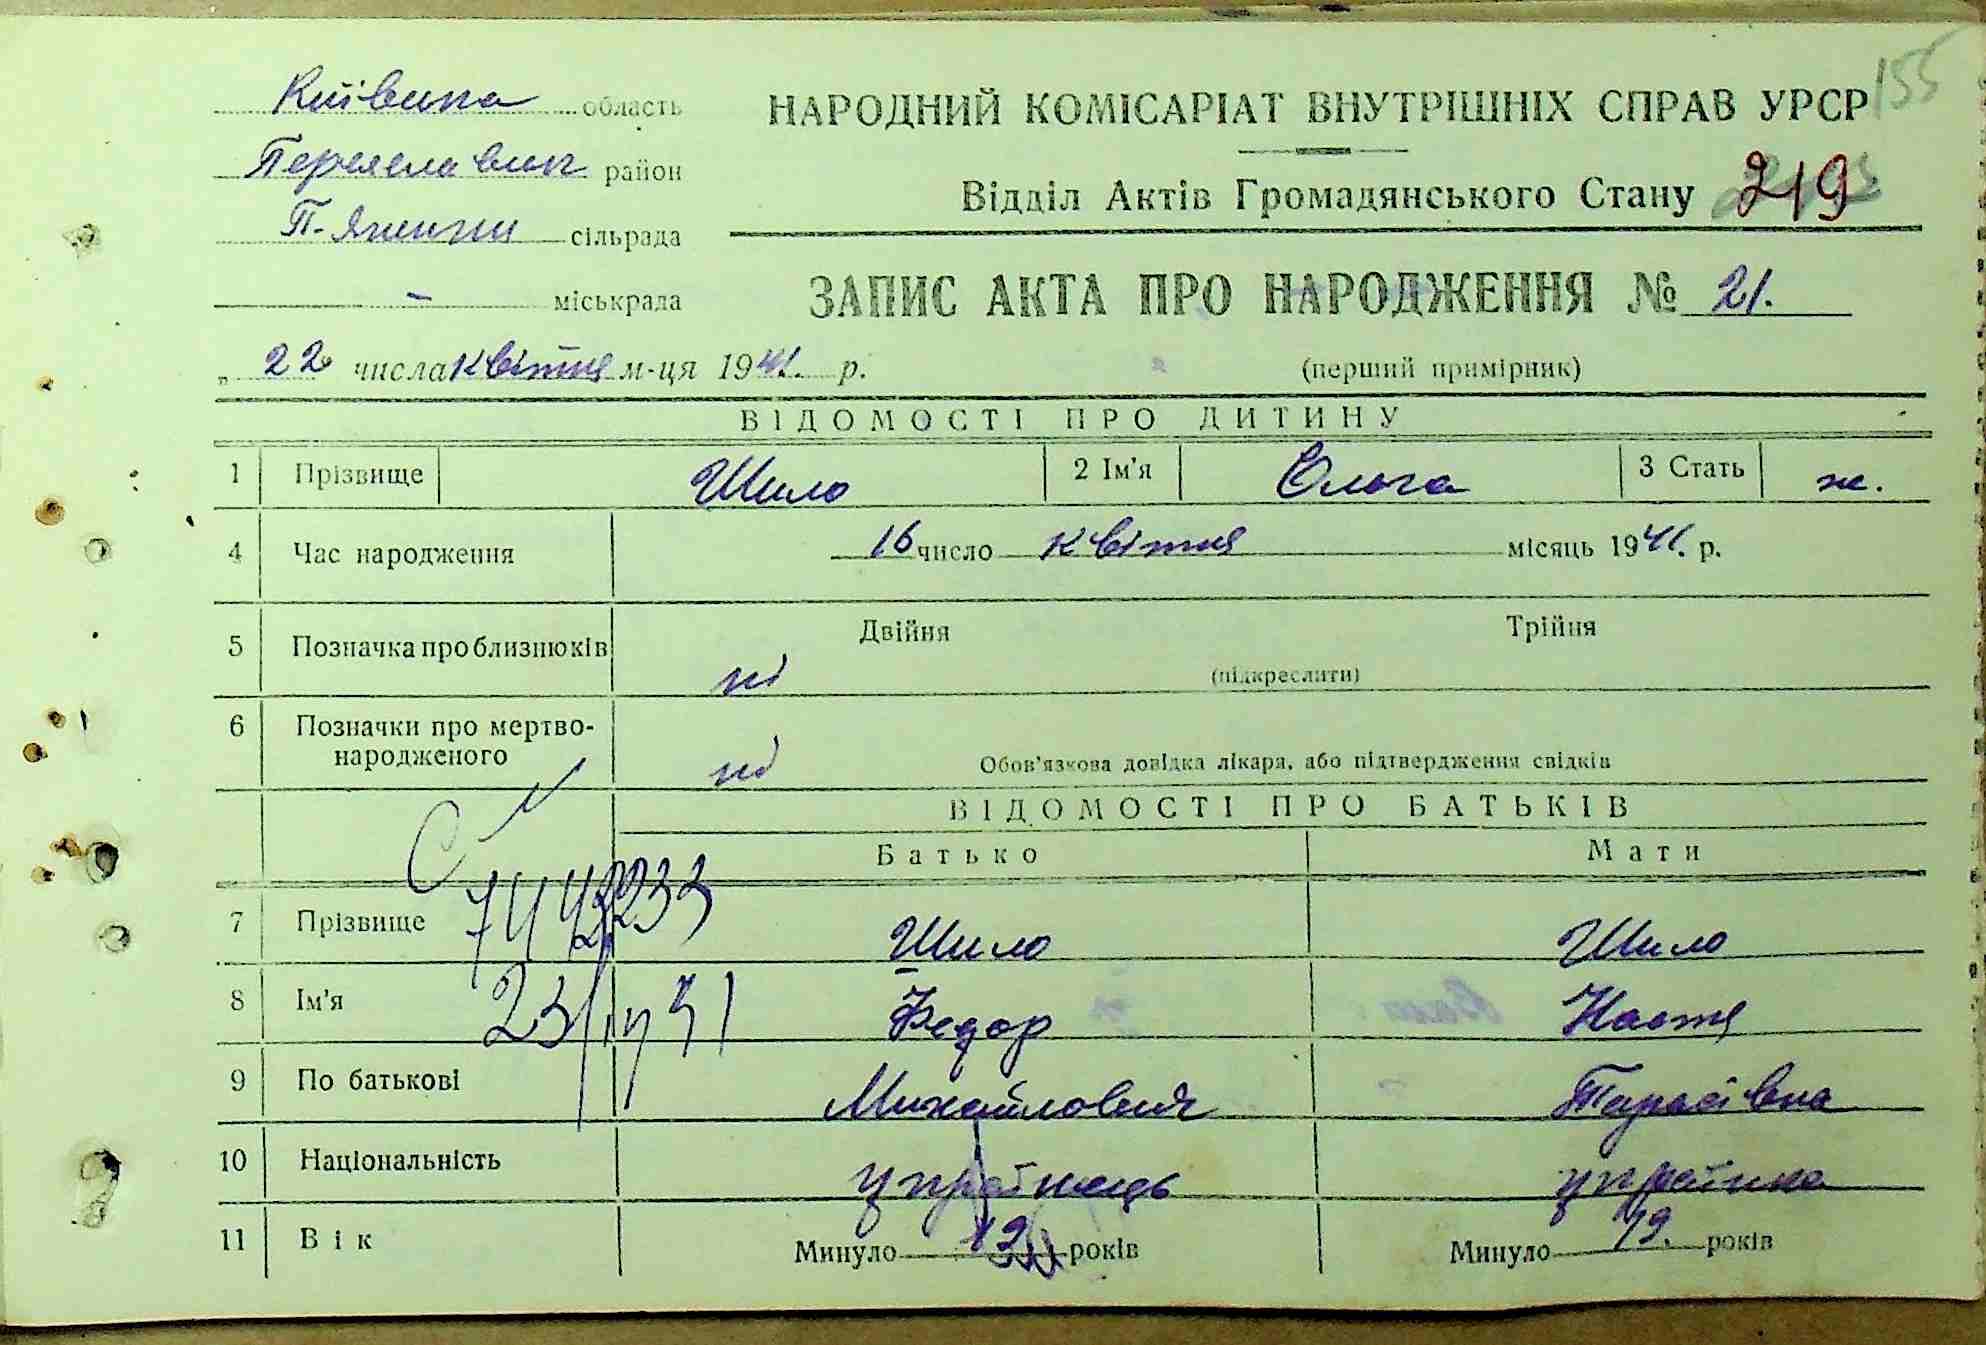 155
Київська область
НАРОДНИЙ КОМІСАРІАТ ВНУТРІШНІХ СПРАВ УРСР
Переяславськ район
Відділ Актів Громадянського Стану 219
сільрада
- міськрада
ЗАПИС АКТА ПРО НАРОДЖЕННЯ № 21.
„ 22 числа квітня м-ця 1941. р.
(перший примірник)
ВІДОМОСТІ ПРО ДИТИНУ
1 Прізвище Шило 2 Ім'я Ольга 3 Стать ж.
4 Час народження 16 число квітня місяць 1941. р.
5 Позначка про близнюків ні Двійня Трійня
(підкреслити)
6 Позначки про мертво-
народженого ні Обов'язкова довідка лікаря, або підтвердження свідків
ВІДОМОСТІ ПРО БАТЬКІВ
Батько Мати
7 Прізвище Шило Шило
8 Ім'я Федор Настя
9 По батькові Михайлович Тарасівна
10 Національність українець українка
11 Вік Минуло років Минуло 19. років